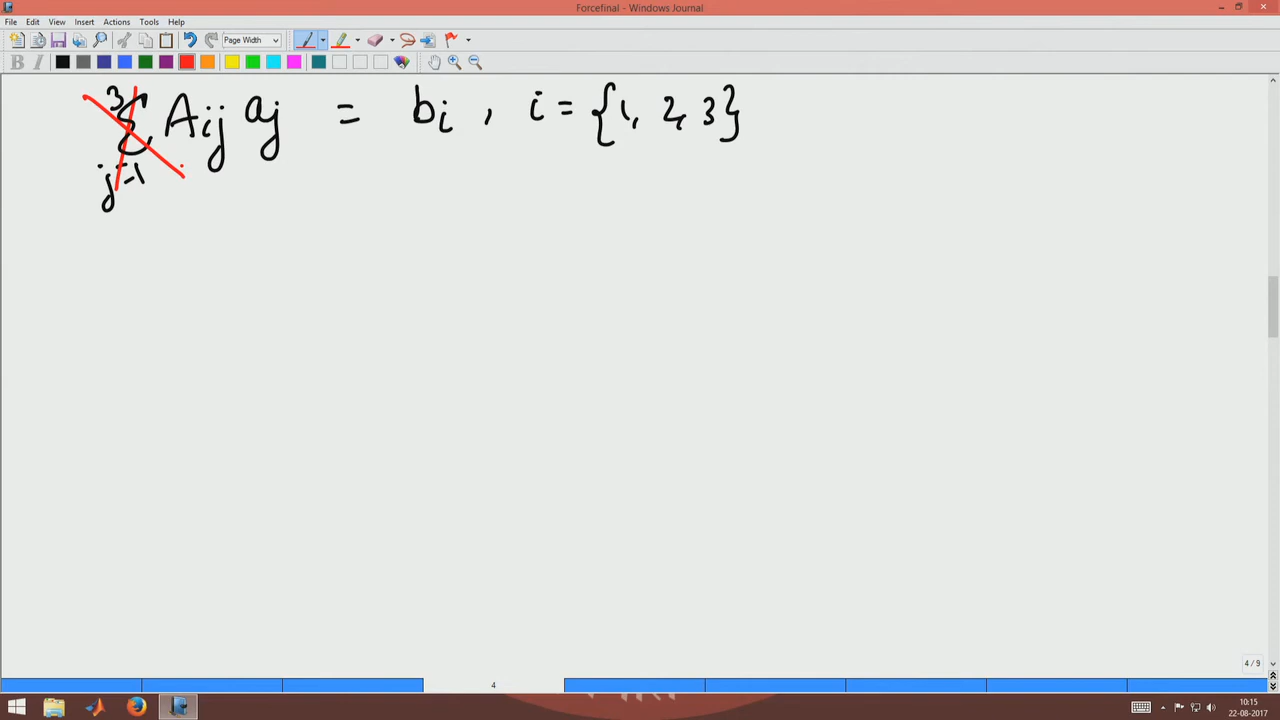 Forcefinal - Windows Journal
File Edit View Insert Actions Tools Help
Page Width
B I
3
Σ Aij aj = bi , i = {1, 2, 3}
j=1
4 / 9
4
10:15
22-08-2017